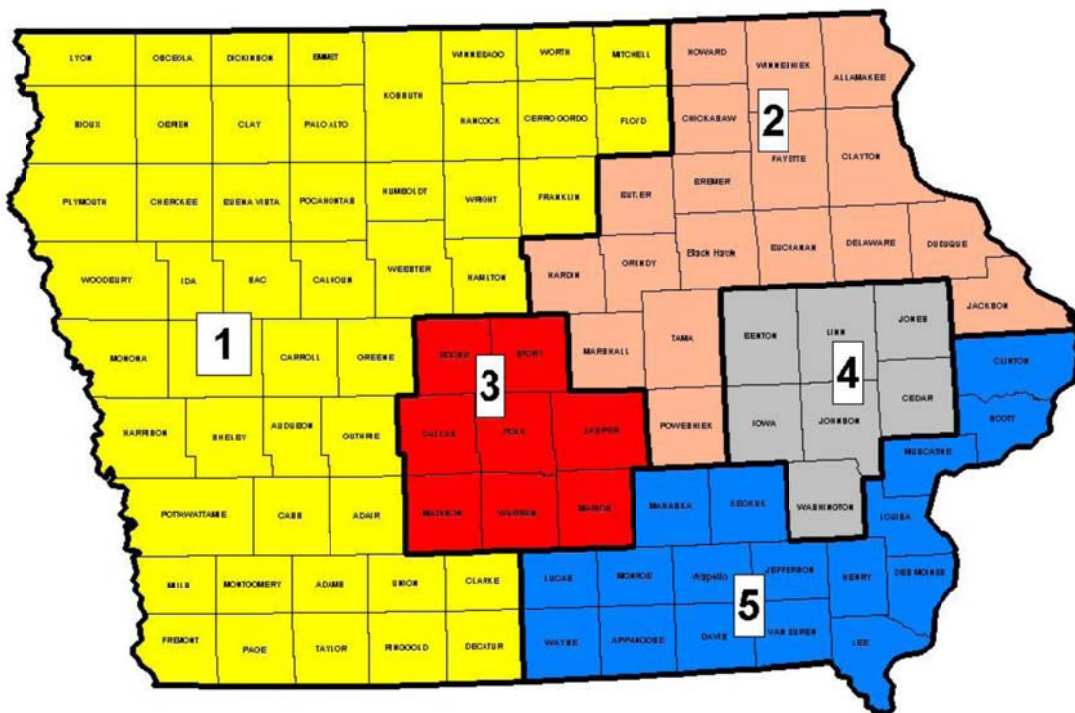 LYON OSCEOLA DICKINSON EMMET WINNEBAGO WORTH MITCHELL HOWARD WINNESHIEK ALLAMAKEE
KOSSUTH
SIOUX OBRIEN CLAY PALO ALTO HANCOCK CERRO GORDO FLOYD CHICKASAW
2
FAYETTE CLAYTON
PLYMOUTH CHEROKEE BUENA VISTA POCAHONTAS HUMBOLDT WRIGHT FRANKLIN BUTLER BREMER
WOODBURY IDA SAC CALHOUN WEBSTER HAMILTON HARDIN GRUNDY Black Hawk BUCHANAN DELAWARE DUBUQUE
JACKSON
MONONA
1
CARROLL GREENE BOONE STORY MARSHALL TAMA BENTON LINN JONES CLINTON
3
4
HARRISON SHELBY AUDUBON GUTHRIE DALLAS POLK JASPER POWESHIEK IOWA JOHNSON CEDAR SCOTT
MUSCATINE
POTTAWATTAMIE CASS ADAIR MADISON WARREN MARION MAHASKA KEOKUK WASHINGTON LOUISA
MILLS MONTGOMERY ADAMS UNION CLARKE LUCAS MONROE Wapello JEFFERSON HENRY DES MOINES
5
FREMONT PAGE TAYLOR RINGGOLD DECATUR WAYNE APPANOOSE DAVIS VAN BUREN LEE